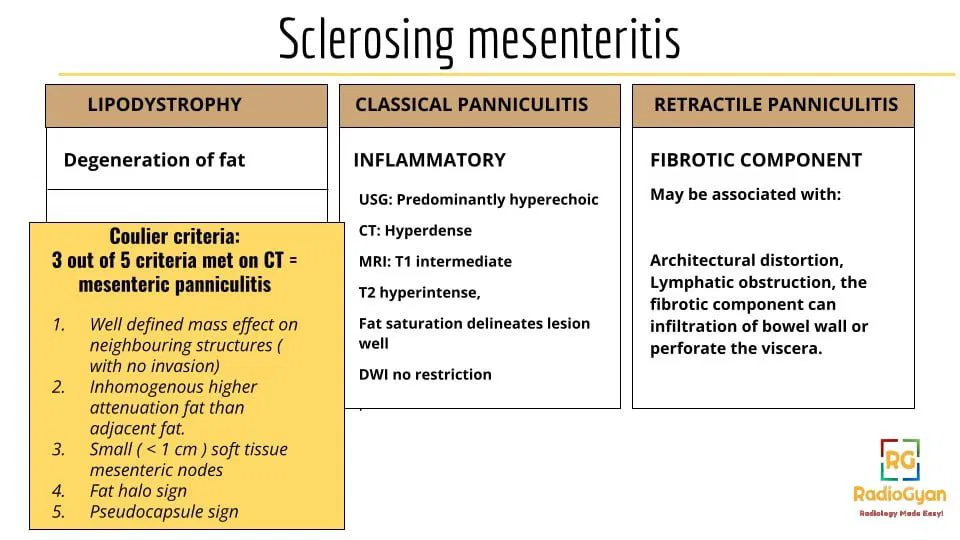 Sclerosing mesenteritis
LIPODYSTROPHY
Degeneration of fat
Coulier criteria:
3 out of 5 criteria met on CT =
mesenteric panniculitis
1. Well defined mass effect on
neighbouring structures (
with no invasion)
2. Inhomogenous higher
attenuation fat than
adjacent fat.
3. Small ( < 1 cm ) soft tissue
mesenteric nodes
4. Fat halo sign
5. Pseudocapsule sign
CLASSICAL PANNICULITIS
INFLAMMATORY
USG: Predominantly hyperechoic
CT: Hyperdense
MRI: T1 intermediate
T2 hyperintense,
Fat saturation delineates lesion
well
DWI no restriction
RETRACTILE PANNICULITIS
FIBROTIC COMPONENT
May be associated with:
Architectural distortion,
Lymphatic obstruction, the
fibrotic component can
infiltration of bowel wall or
perforate the viscera.
RG
RadioGyan
Radiology Made Easy!